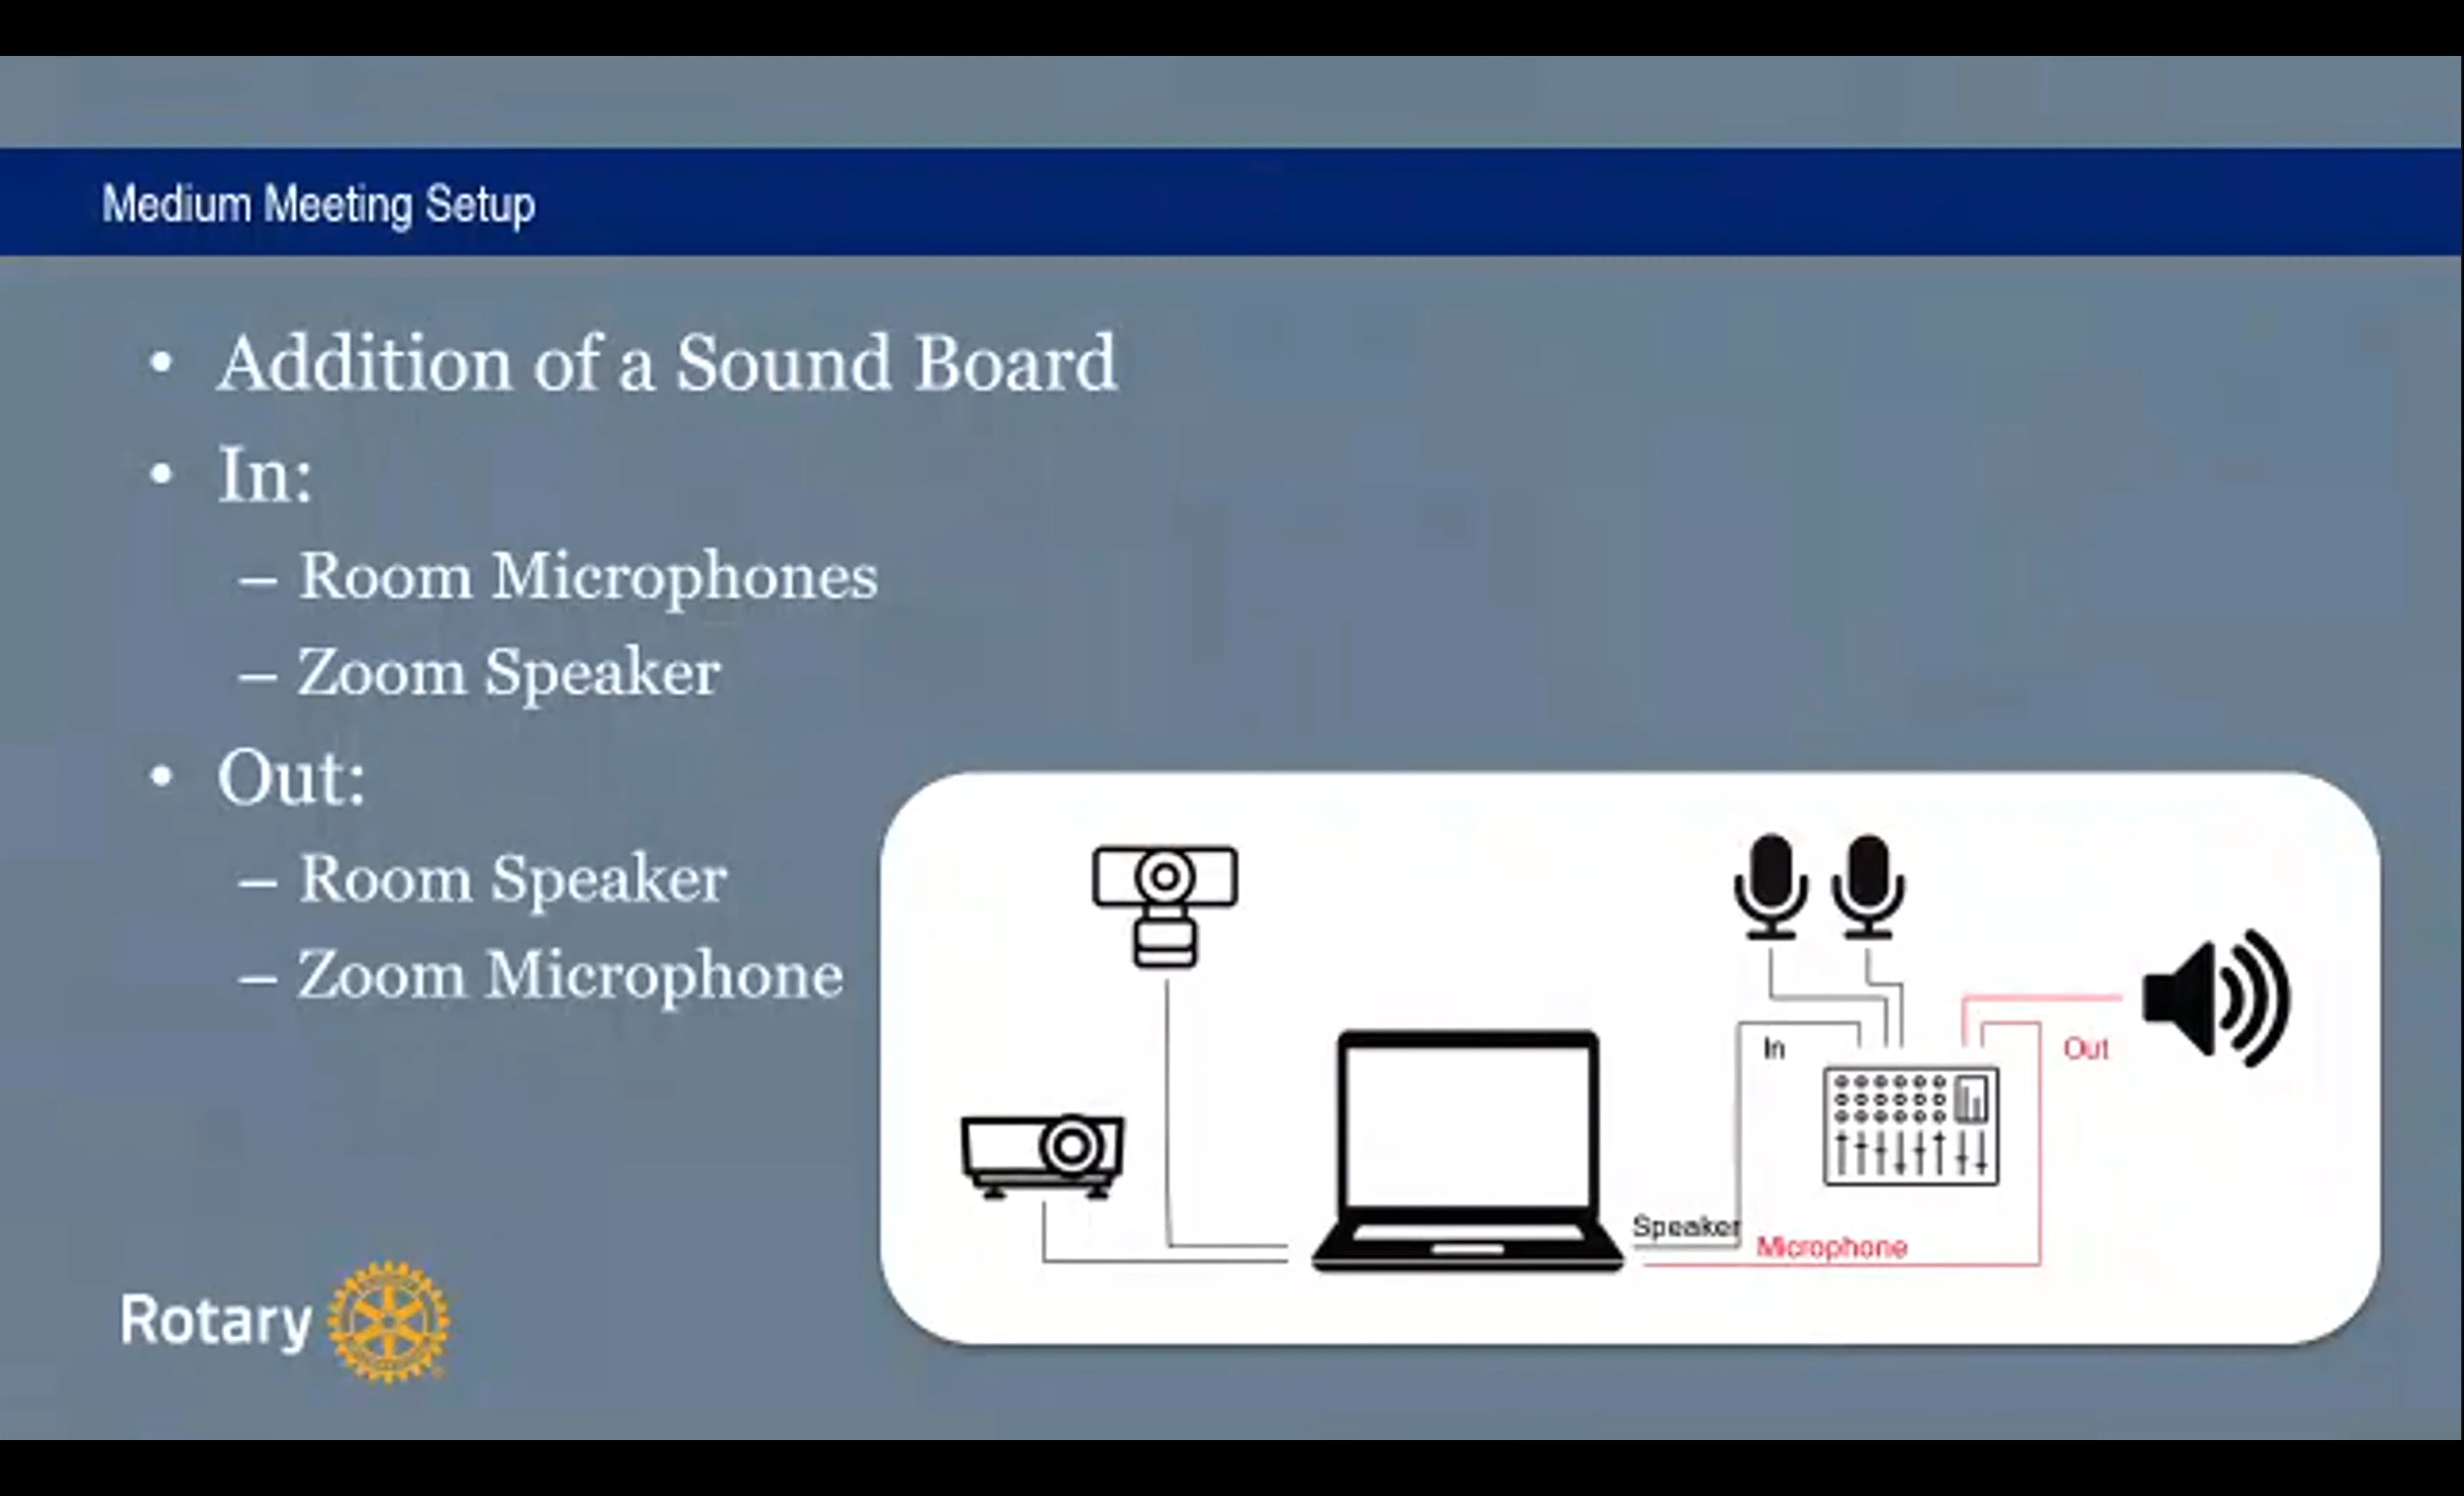 Medium Meeting Setup
• Addition of a Sound Board
• In:
– Room Microphones
– Zoom Speaker
• Out:
– Room Speaker
– Zoom Microphone
In
Out
Speaker
Microphone
Rotary